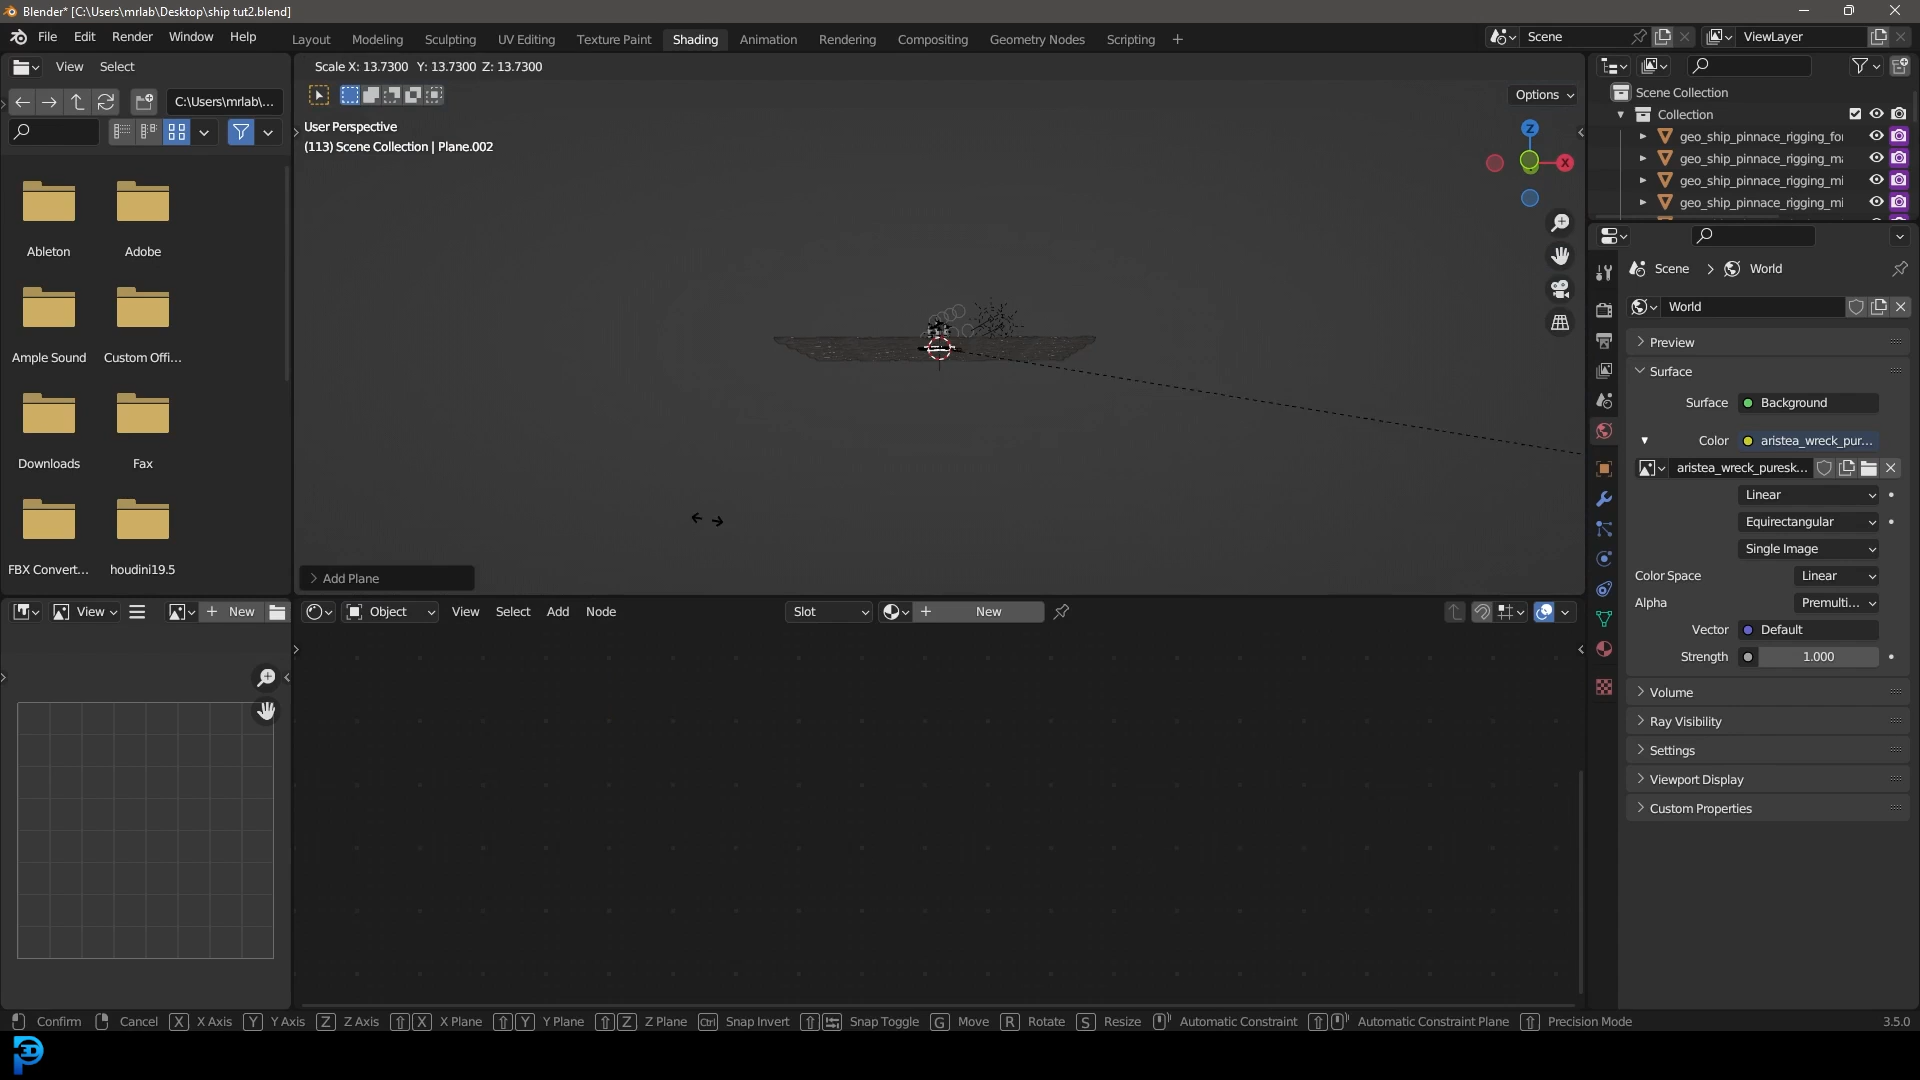 Blender* [C:\Users\mrlab\Desktop\ship tut2.blend]
File Edit Render Window Help
Layout Modeling Sculpting UV Editing Texture Paint Shading Animation Rendering Compositing Geometry Nodes Scripting +
Scene
ViewLayer
View Select
Scale X: 13.7300 Y: 13.7300 Z: 13.7300
C:\Users\mrlab\...
Options
User Perspective
(113) Scene Collection | Plane.002
Z
X
Ableton
Adobe
Ample Sound
Custom Offi...
Downloads
Fax
FBX Convert...
houdini19.5
Add Plane
Scene Collection
Collection
geo_ship_pinnace_rigging_for
geo_ship_pinnace_rigging_ma
geo_ship_pinnace_rigging_mi
geo_ship_pinnace_rigging_mi
Scene > World
World
Preview
Surface
Surface Background
Color aristea_wreck_pur...
aristea_wreck_puresk...
Linear
Equirectangular
Single Image
Color Space Linear
Alpha Premulti...
Vector Default
Strength 1.000
Volume
Ray Visibility
Settings
Viewport Display
Custom Properties
View
+ New
Object View Select Add Node
Slot
+ New
Confirm Cancel X X Axis Y Y Axis Z Z Axis X X Plane Y Y Plane Z Z Plane Ctrl Snap Invert Snap Toggle G Move R Rotate S Resize Automatic Constraint Automatic Constraint Plane Precision Mode
3.5.0